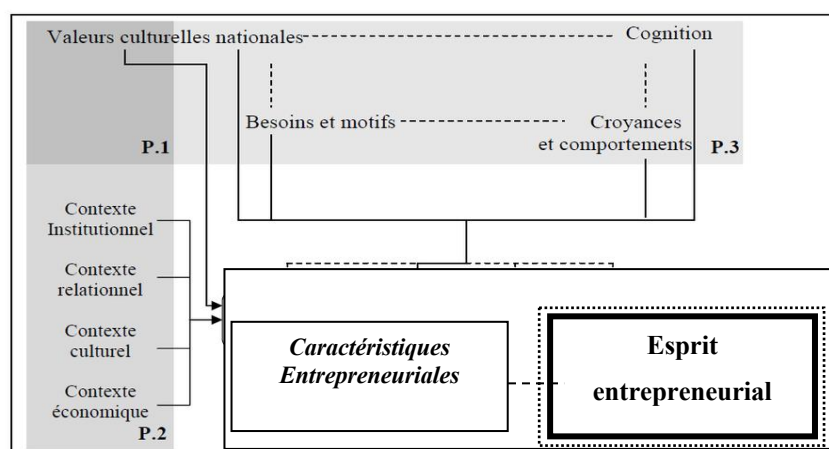 Valeurs culturelles nationales
Cognition
Besoins et motifs
Croyances
et comportements
P.1
P.3
Contexte
Institutionnel
Contexte
relationnel
Contexte
culturel
Contexte
économique
P.2
Caractéristiques
Entrepreneuriales
Esprit
entrepreneurial